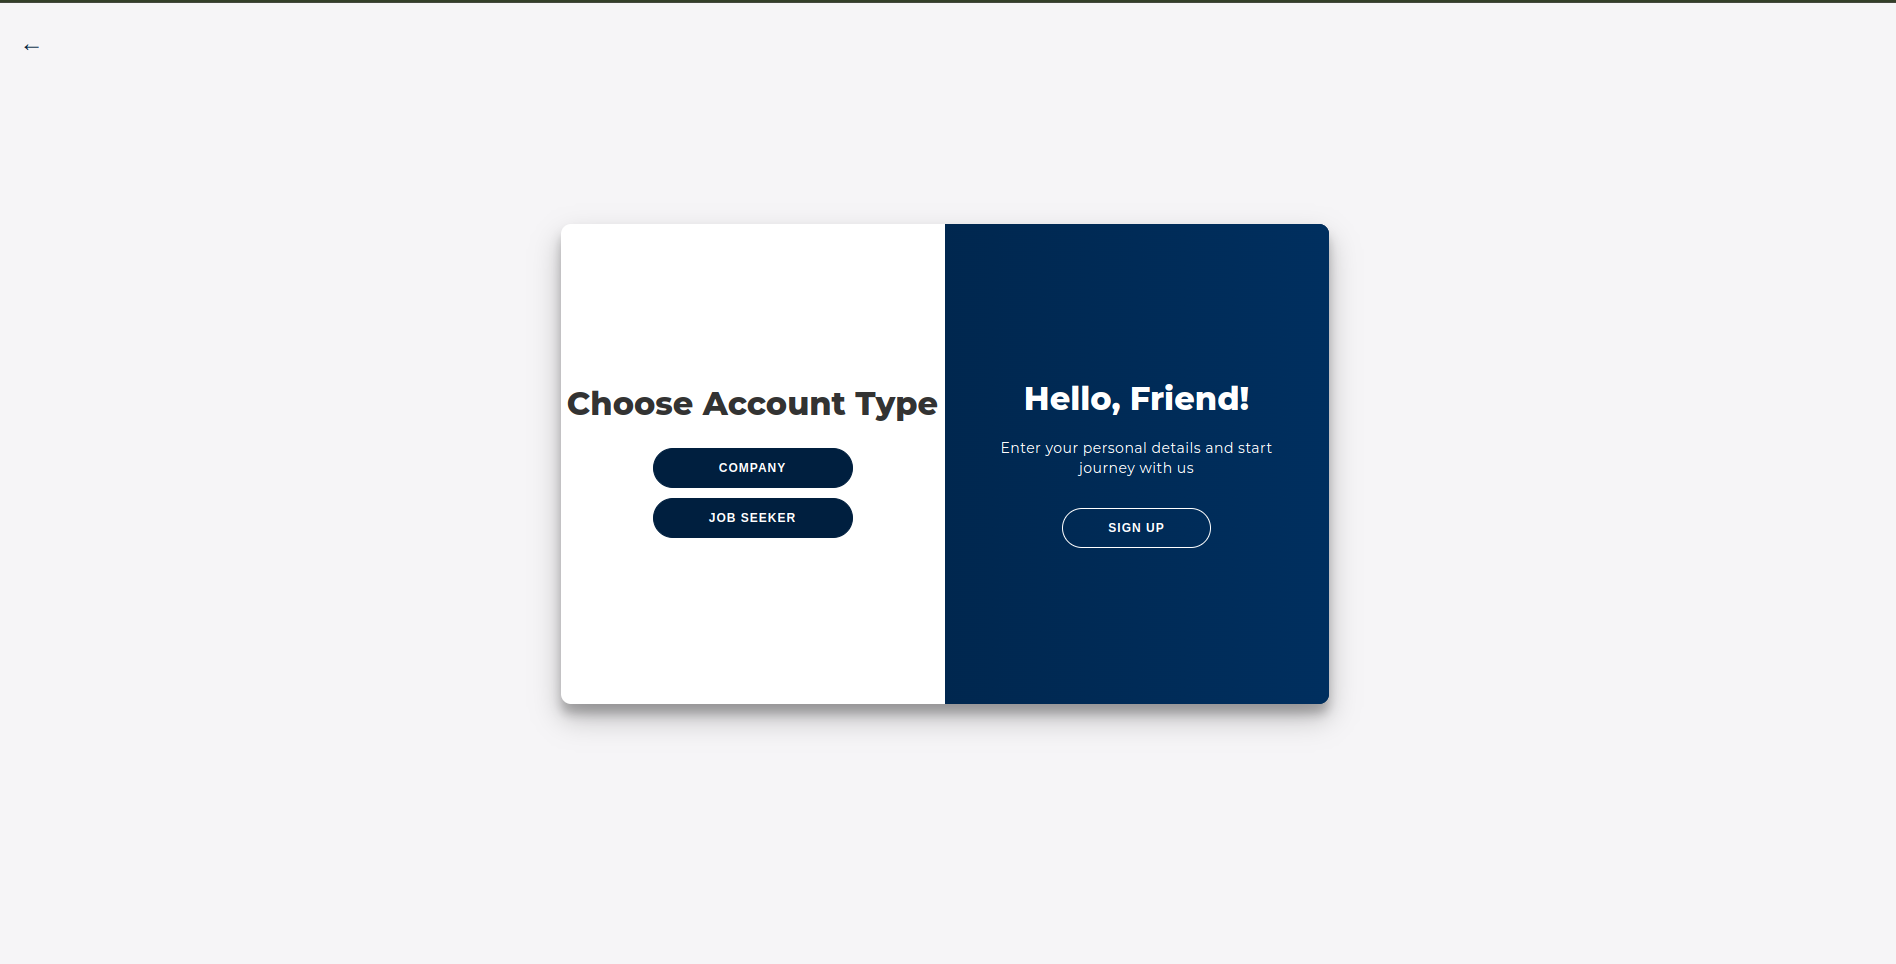 ←
Choose Account Type
COMPANY
JOB SEEKER
Hello, Friend!
Enter your personal details and start
journey with us
SIGN UP